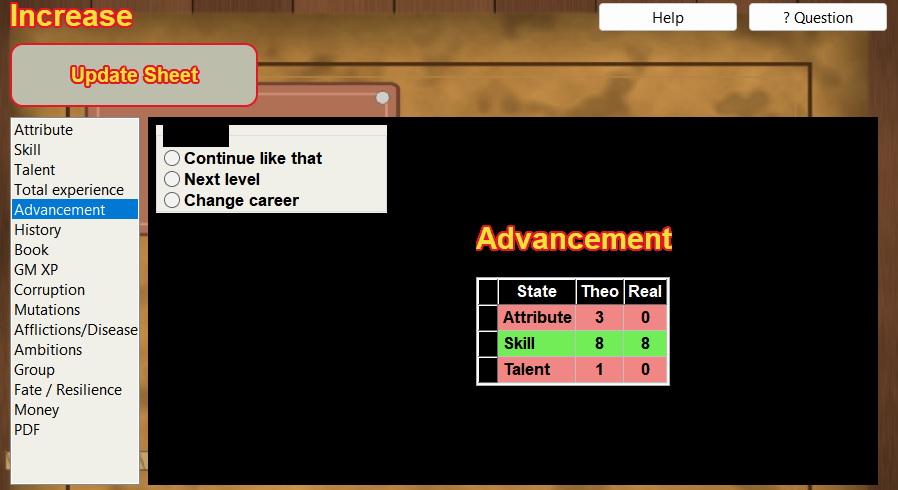 Increase
Help
? Question
Update Sheet
Attribute
Skill
Talent
Total experience
Advancement
History
Book
GM XP
Corruption
Mutations
Afflictions/Disease
Ambitions
Group
Fate / Resilience
Money
PDF
Continue like that
Next level
Change career
Advancement
State Theo Real
Attribute 3 0
Skill 8 8
Talent 1 0